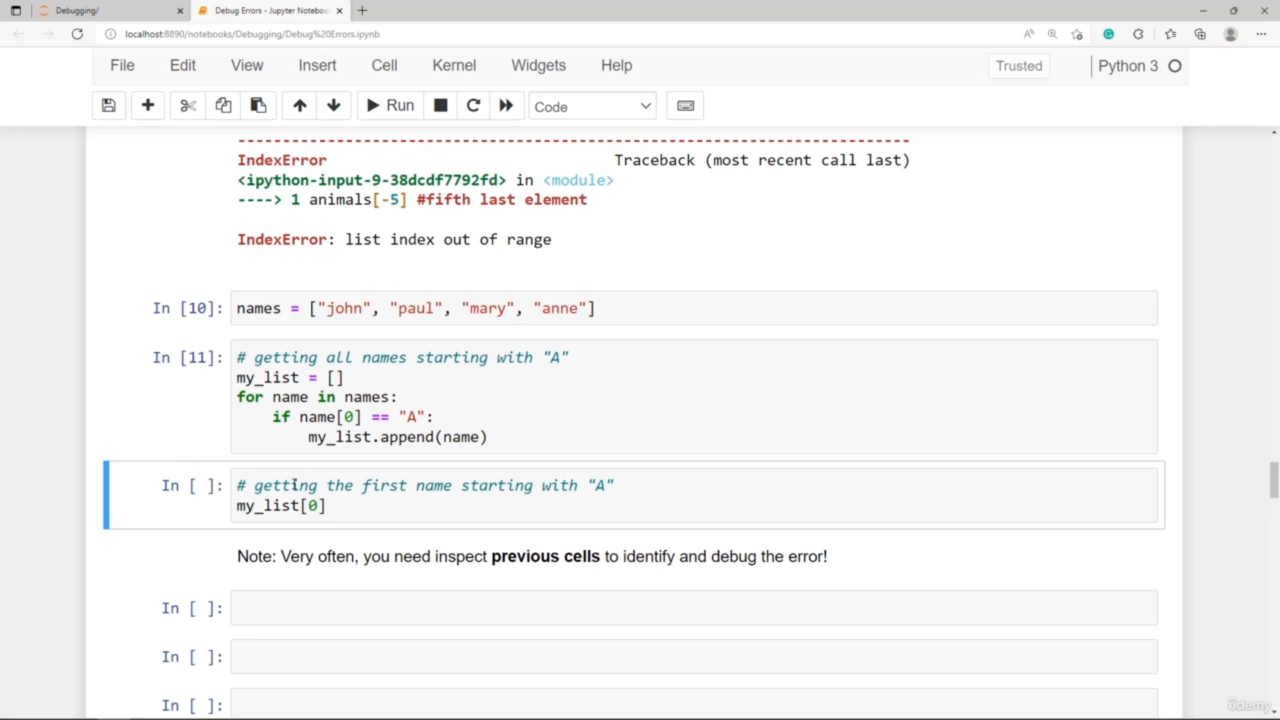 Debugging/
Debug Errors - Jupyter Noteboo
localhost:8890/notebooks/Debugging/Debug%20Errors.ipynb
File Edit View Insert Cell Kernel Widgets Help Trusted Python 3
Run Code
IndexError Traceback (most recent call last)
<ipython-input-9-38dcdf7792fd> in <module>
----> 1 animals[-5] #fifth last element
IndexError: list index out of range
In [10]: names = ["john", "paul", "mary", "anne"]
In [11]: # getting all names starting with "A"
my_list = []
for name in names:
    if name[0] == "A":
        my_list.append(name)
In [ ]: # getting the first name starting with "A"
my_list[0]
Note: Very often, you need inspect previous cells to identify and debug the error!
In [ ]:
In [ ]:
In [ ]:
ûdemy